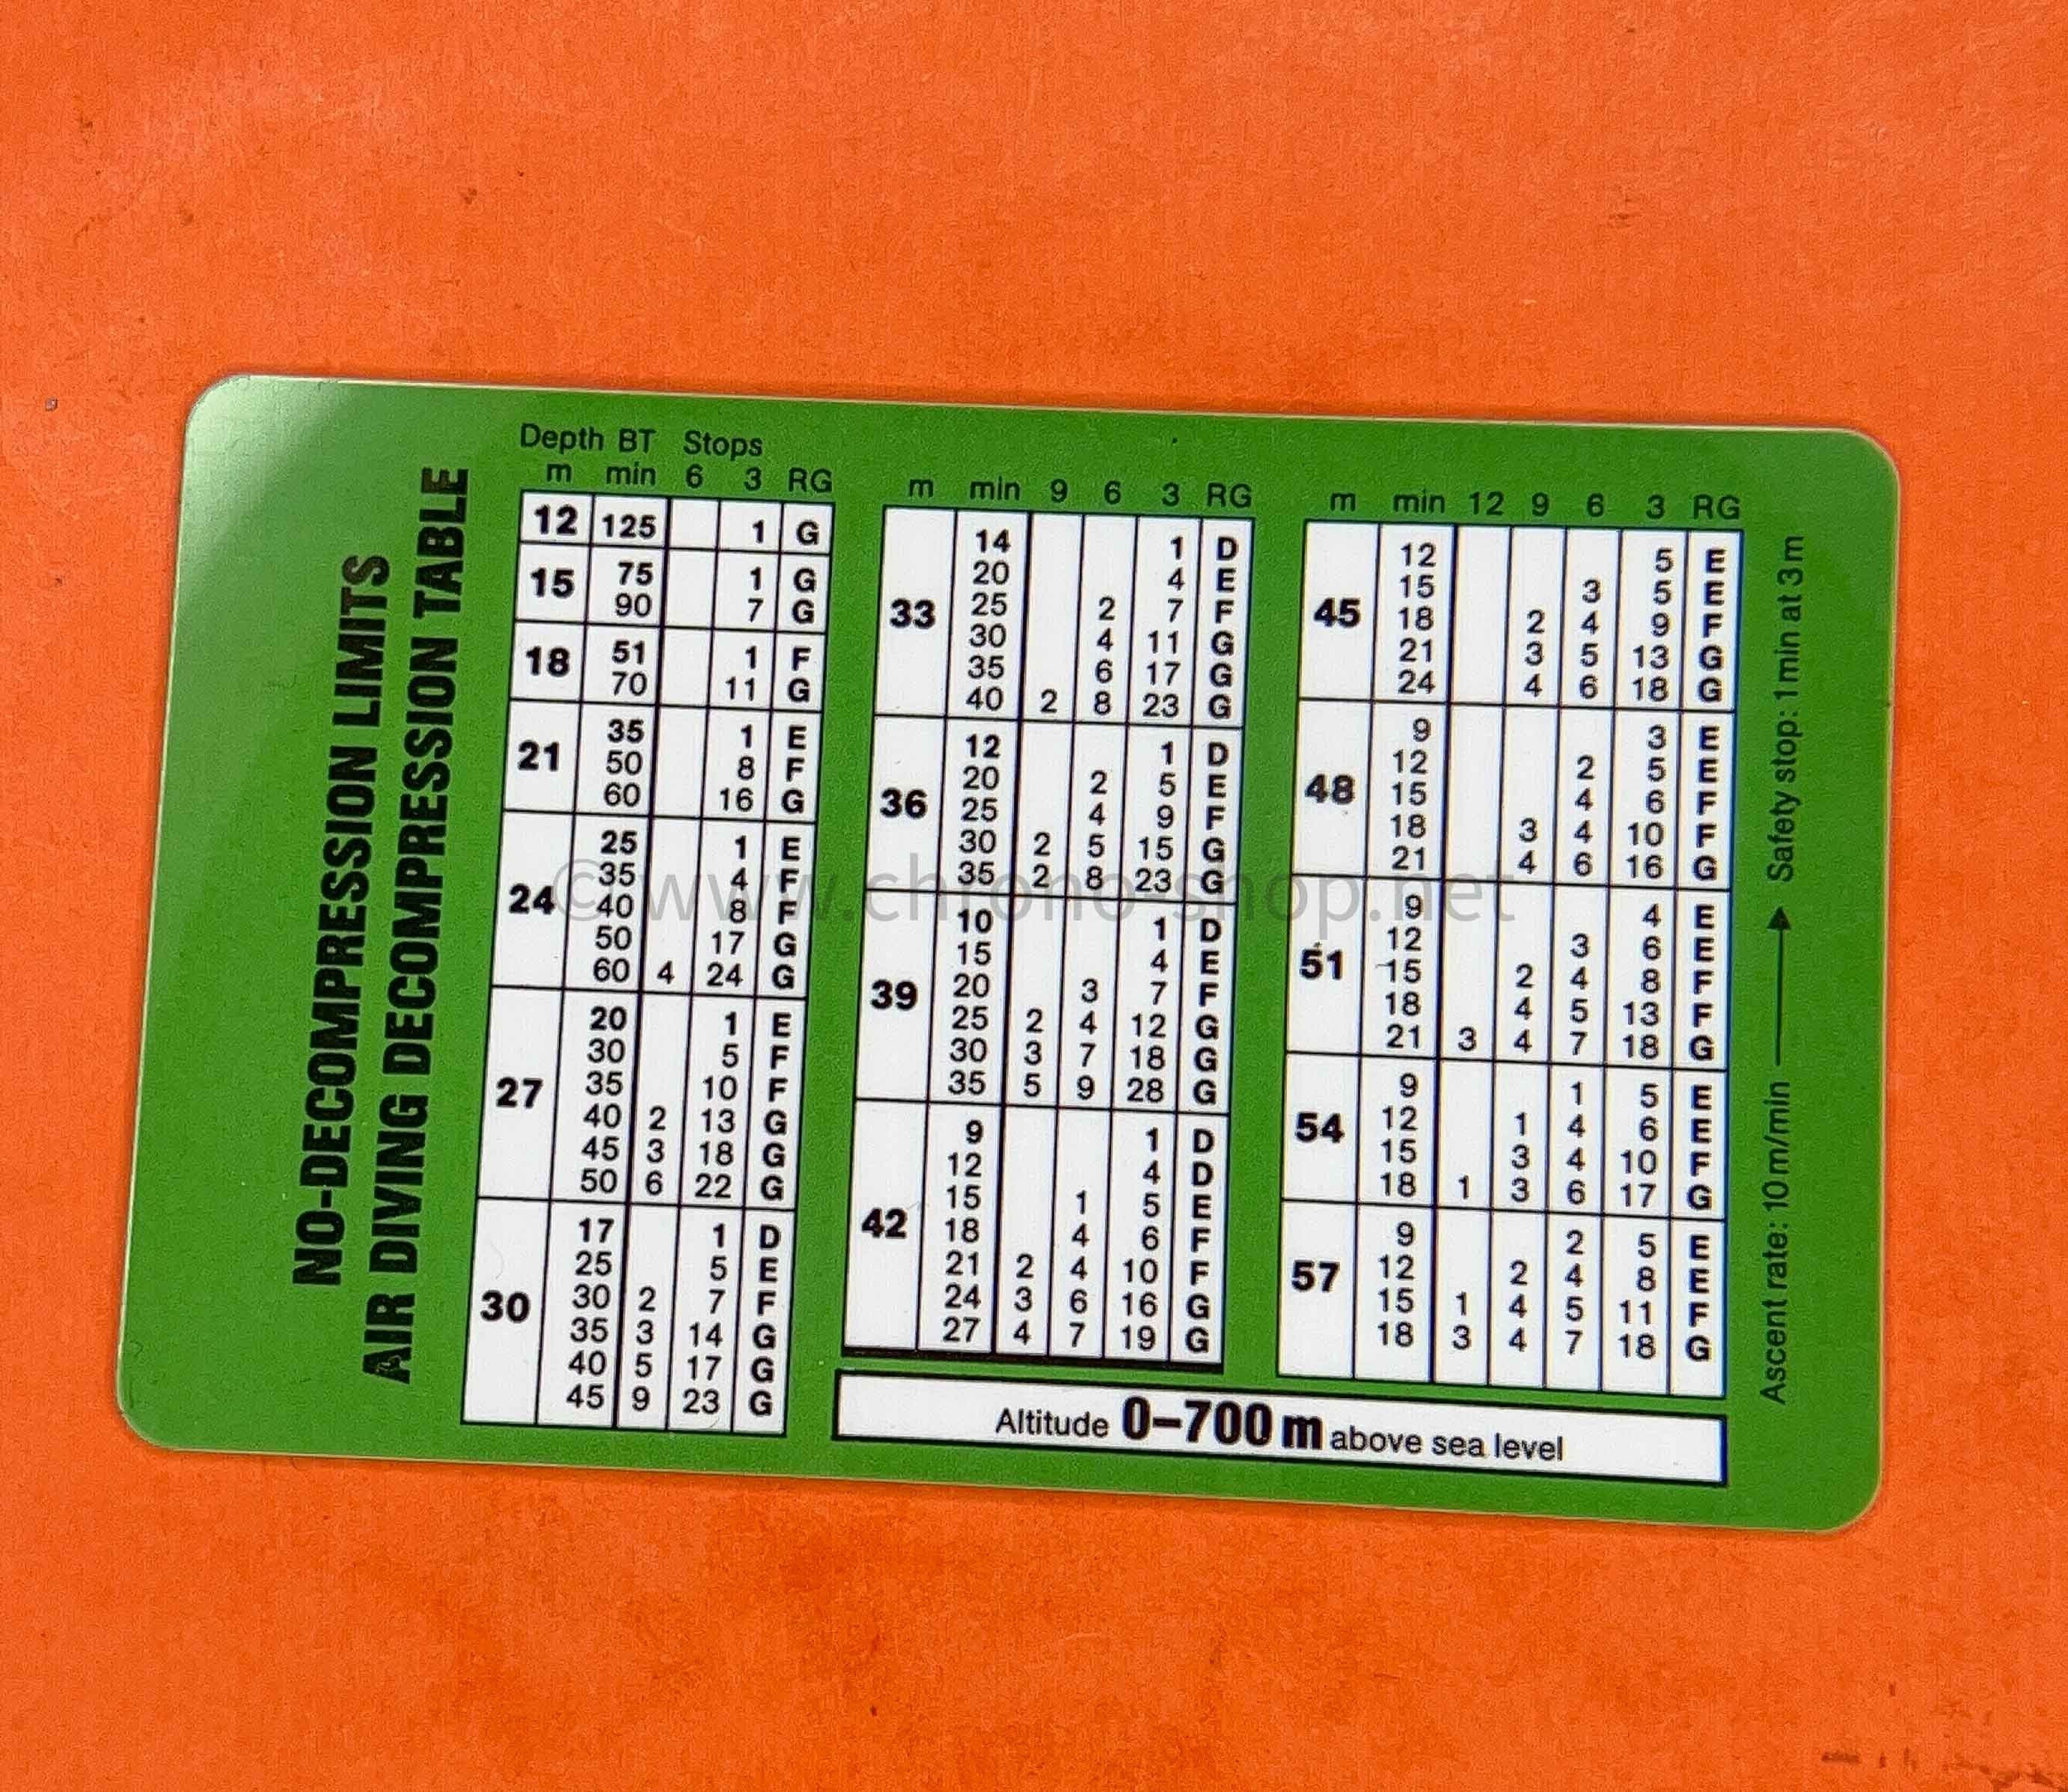 NO-DECOMPRESSION LIMITS
AIR DIVING DECOMPRESSION TABLE
Depth BT Stops
m min 6 3 RG
12 125 1 G
15 75 1 G
90 7 G
18 51 1 F
70 11 G
21 35 1 E
50 8 F
60 16 G
24 25 1 E
35 4 F
40 8 F
50 17 G
60 4 24 G
27 20 1 E
30 5 F
35 10 F
40 2 13 G
45 3 18 G
50 6 22 G
30 17 1 D
25 5 E
30 2 7 F
35 3 14 G
40 5 17 G
45 9 23 G
m min 9 6 3 RG
33 14 1 D
20 4 E
25 2 7 F
30 4 11 G
35 6 17 G
40 2 8 23 G
36 12 1 D
20 2 5 E
25 4 9 F
30 2 5 15 G
35 2 8 23 G
39 10 1 D
15 4 E
20 3 7 F
25 2 4 12 G
30 3 7 18 G
35 5 9 28 G
42 9 1 D
12 4 D
15 1 5 E
18 4 6 F
21 2 4 10 F
24 3 6 16 G
27 4 7 19 G
m min 12 9 6 3 RG
45 12 5 E
15 3 5 E
18 2 4 9 F
21 3 5 13 G
24 4 6 18 G
48 9 3 E
12 2 5 E
15 4 6 F
18 3 4 10 F
21 4 6 16 G
51 9 4 E
12 3 6 E
15 2 4 8 F
18 4 5 13 F
21 3 4 7 18 G
54 9 1 5 E
12 1 4 6 E
15 3 4 10 F
18 1 3 6 17 G
57 9 2 5 E
12 2 4 8 E
15 1 4 5 11 F
18 3 4 7 18 G
Altitude 0–700 m above sea level
Ascent rate: 10m/min → Safety stop: 1 min at 3 m
© www.chrono-shop.net